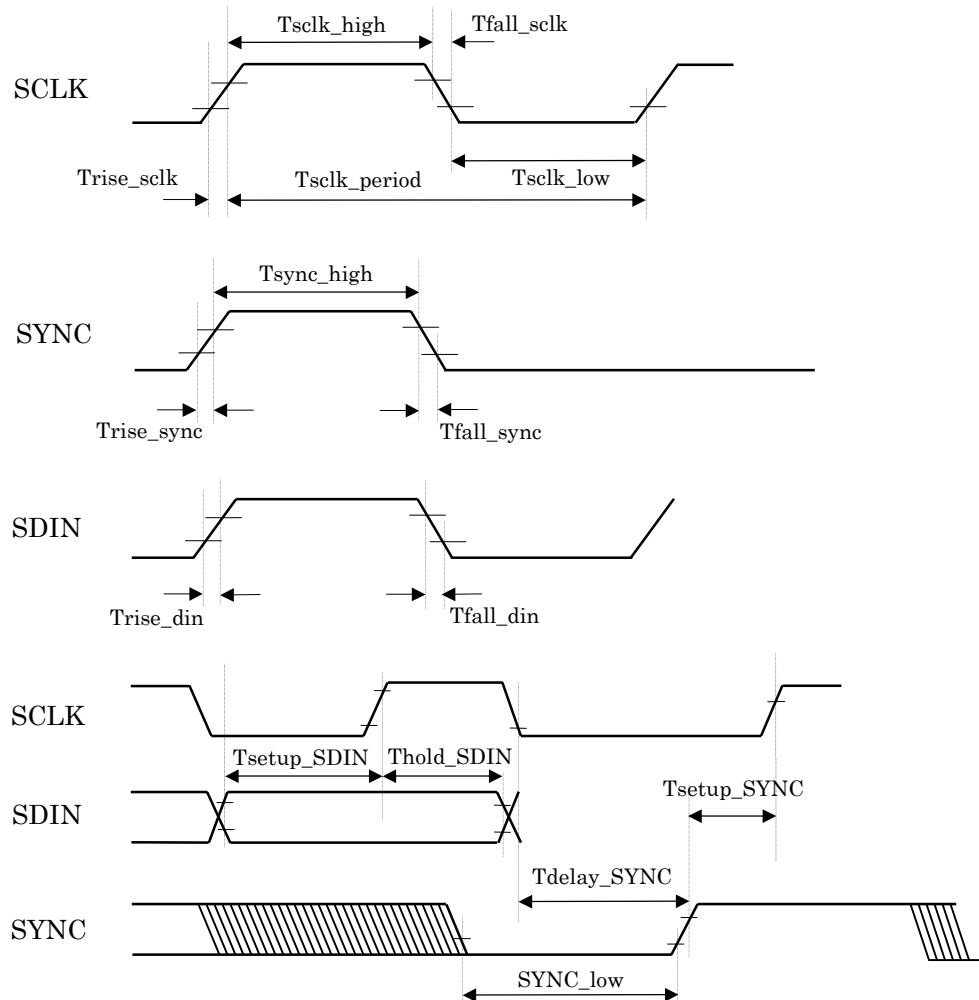 Tsclk_high
Tfall_sclk
SCLK
Trise_sclk
Tsclk_period
Tsclk_low
Tsync_high
SYNC
Trise_sync
Tfall_sync
SDIN
Trise_din
Tfall_din
SCLK
Tsetup_SDIN
Thold_SDIN
Tsetup_SYNC
SDIN
Tdelay_SYNC
SYNC
SYNC_low